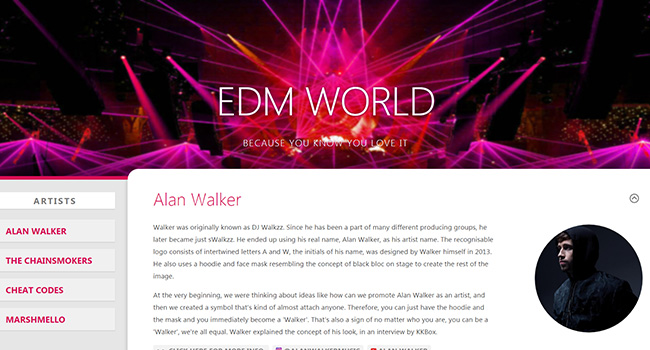 EDM WORLD
BECAUSE YOU KNOW YOU LOVE IT
ARTISTS
ALAN WALKER
THE CHAINSMOKERS
CHEAT CODES
MARSHMELLO
Alan Walker
Walker was originally known as DJ Walkzz. Since he has been a part of many different producing groups, he
later became just sWalkzz. He ended up using his real name, Alan Walker, as his artist name. The recognisable
logo consists of intertwined letters A and W, the initials of his name, was designed by Walker himself in 2013.
He also uses a hoodie and face mask resembling the concept of black bloc on stage to create the rest of the
image.
At the very beginning, we were thinking about ideas like how can we promote Alan Walker as an artist, and
then we created a symbol that's kind of almost attach anyone. Therefore, you can just have the hoodie and
the mask and you immediately become a 'Walker'. That's also a sign of no matter who you are, you can be a
'Walker', we're all equal. Walker explained the concept of his look, in an interview by KKBox.
CLICK HERE FOR MORE INFO @ALANWALKERMUSIC ALAN WALKER